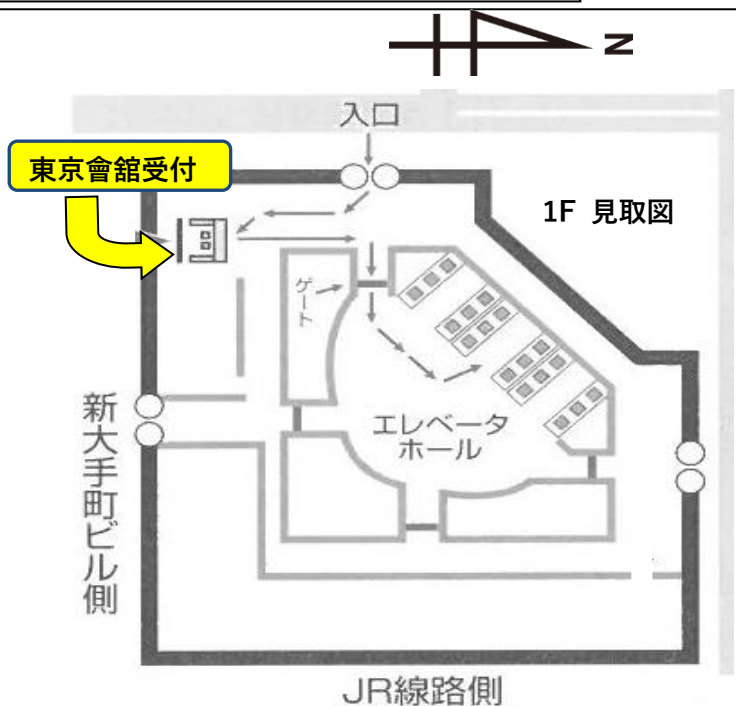 N
入口
東京會舘受付
1F 見取図
ゲート
エレベータ
ホール
新大手町ビル側
JR線路側